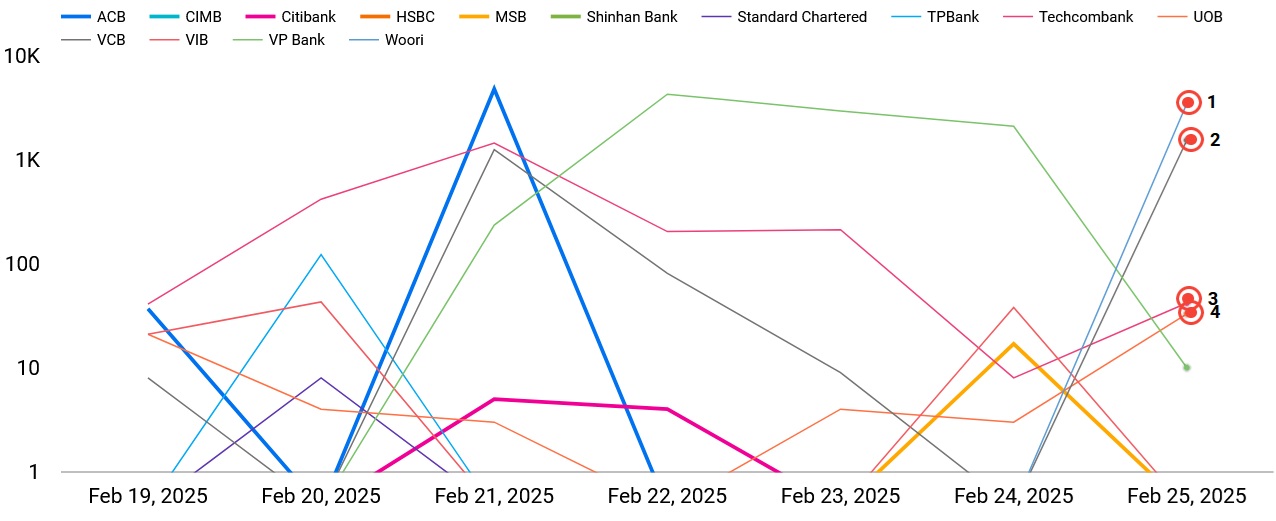 ACB CIMB Citibank HSBC MSB Shinhan Bank Standard Chartered TPBank Techcombank UOB
VCB VIB VP Bank Woori
10K
1K
100
10
1
1
2
3
4
Feb 19, 2025 Feb 20, 2025 Feb 21, 2025 Feb 22, 2025 Feb 23, 2025 Feb 24, 2025 Feb 25, 2025